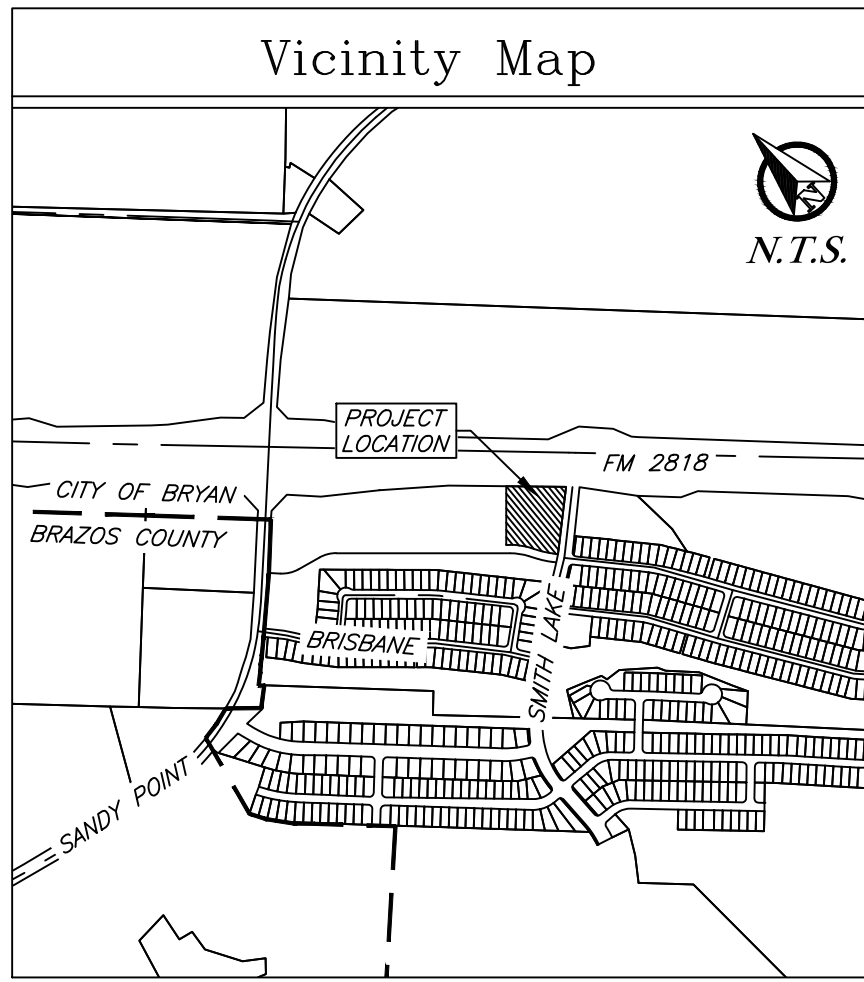 Vicinity Map
N
N.T.S.
PROJECT
LOCATION
FM 2818
CITY OF BRYAN
BRAZOS COUNTY
BRISBANE
SMITH LAKE
SANDY POINT